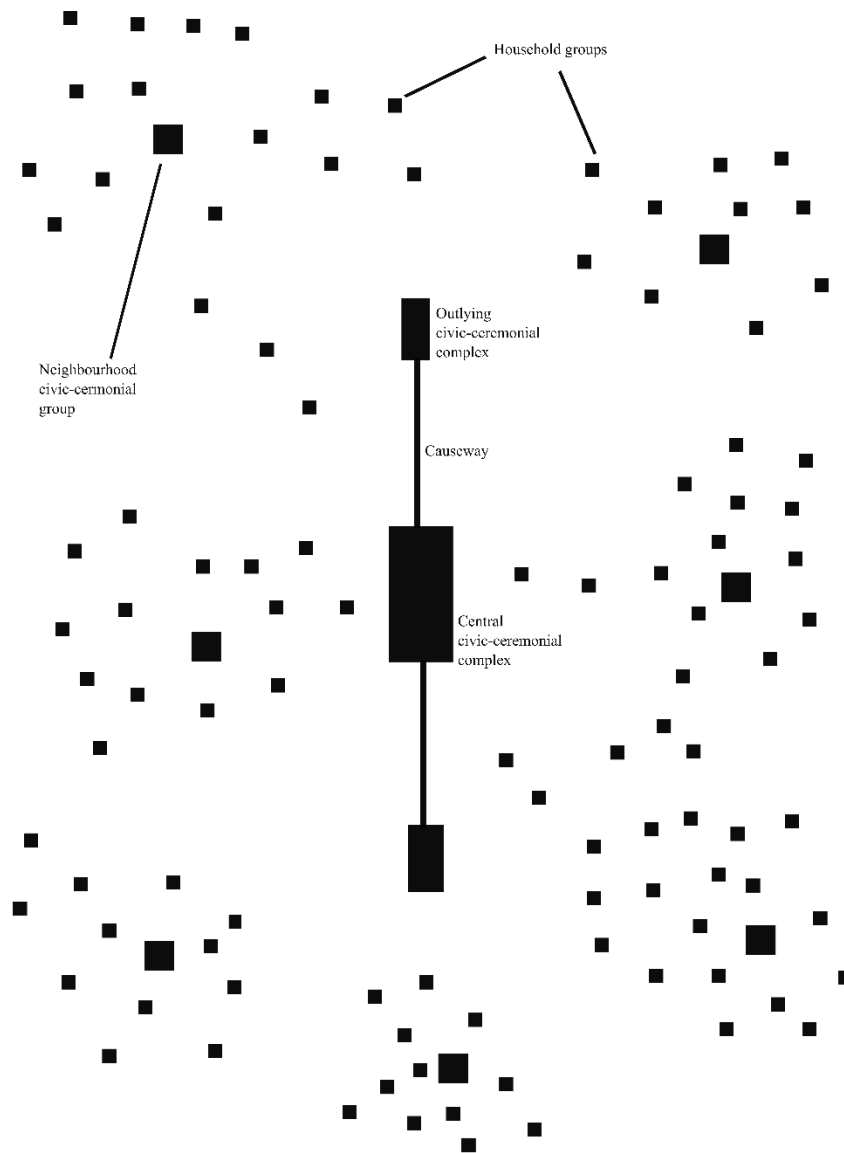 Household groups
Outlying
civic-ceremonial
complex
Neighbourhood
civic-cermonial
group
Causeway
Central
civic-ceremonial
complex